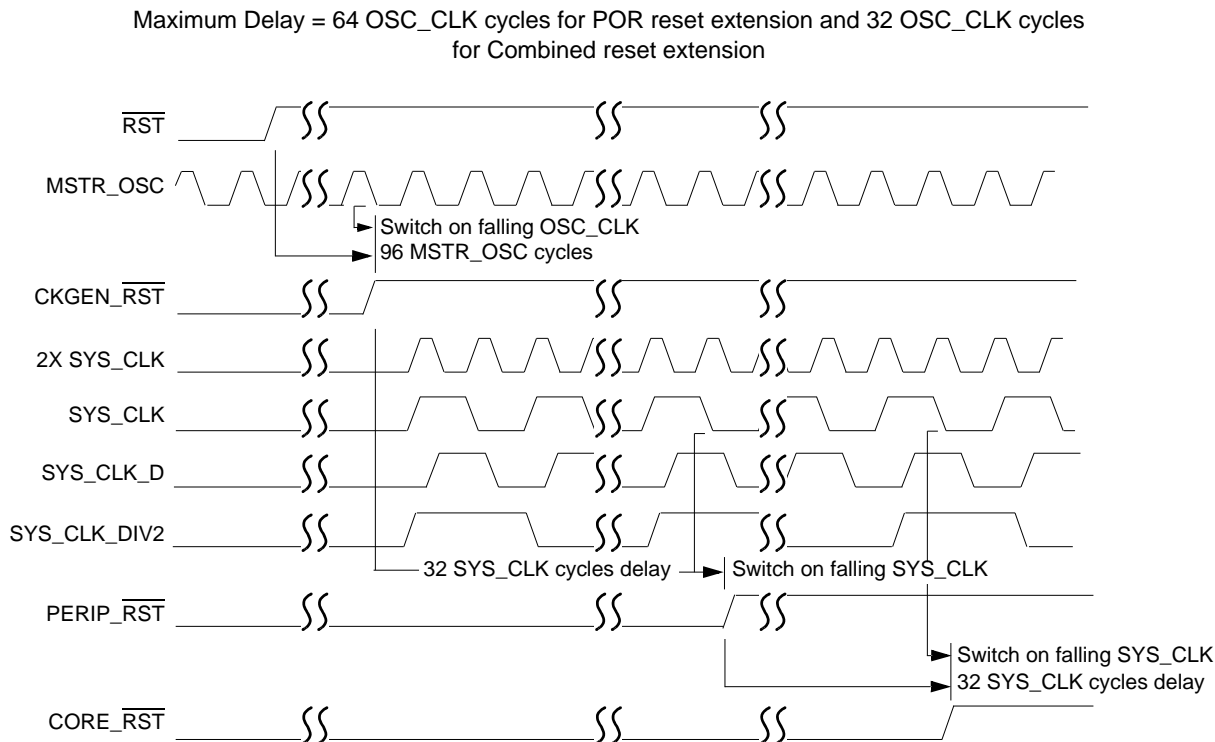 Maximum Delay = 64 OSC_CLK cycles for POR reset extension and 32 OSC_CLK cycles
for Combined reset extension
RST
MSTR_OSC
Switch on falling OSC_CLK
96 MSTR_OSC cycles
CKGEN_RST
2X SYS_CLK
SYS_CLK
SYS_CLK_D
SYS_CLK_DIV2
32 SYS_CLK cycles delay
Switch on falling SYS_CLK
PERIP_RST
Switch on falling SYS_CLK
32 SYS_CLK cycles delay
CORE_RST